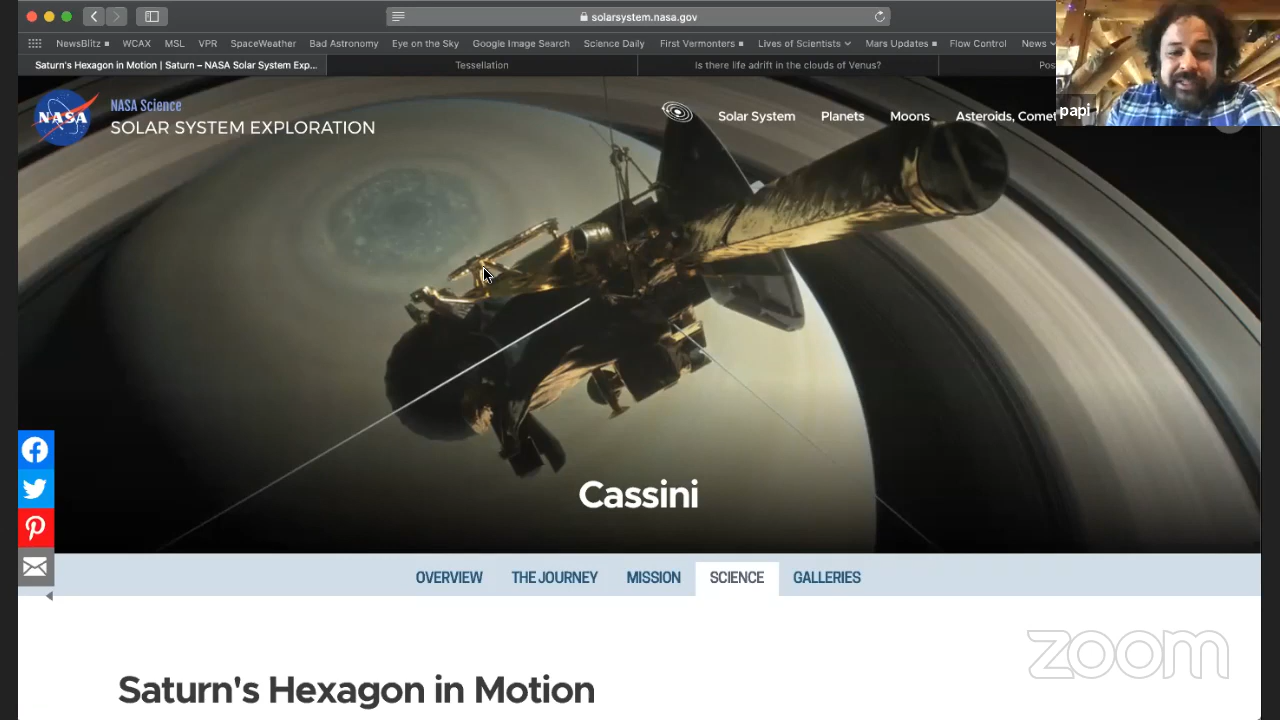 solarsystem.nasa.gov
NewsBlitz WCAX MSL VPR SpaceWeather Bad Astronomy Eye on the Sky Google Image Search Science Daily First Vermonters Lives of Scientists Mars Updates Flow Control News
Saturn's Hexagon in Motion | Saturn – NASA Solar System Exp... Tessellation Is there life adrift in the clouds of Venus? Pos
papi
NASA
NASA Science
SOLAR SYSTEM EXPLORATION
Solar System Planets Moons Asteroids, Comet
Cassini
OVERVIEW THE JOURNEY MISSION SCIENCE GALLERIES
Saturn's Hexagon in Motion
zoom